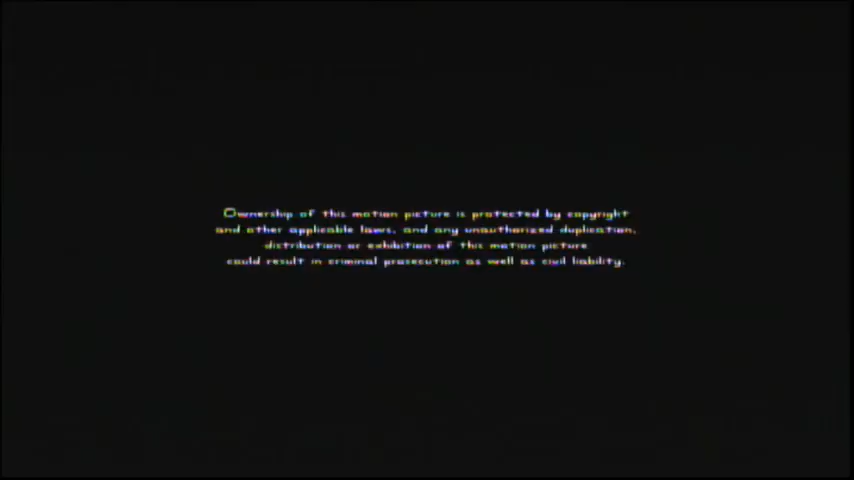 Ownership of this motion picture is protected by copyright
and other applicable laws, and any unauthorized duplication,
distribution or exhibition of this motion picture
could result in criminal prosecution as well as civil liability.